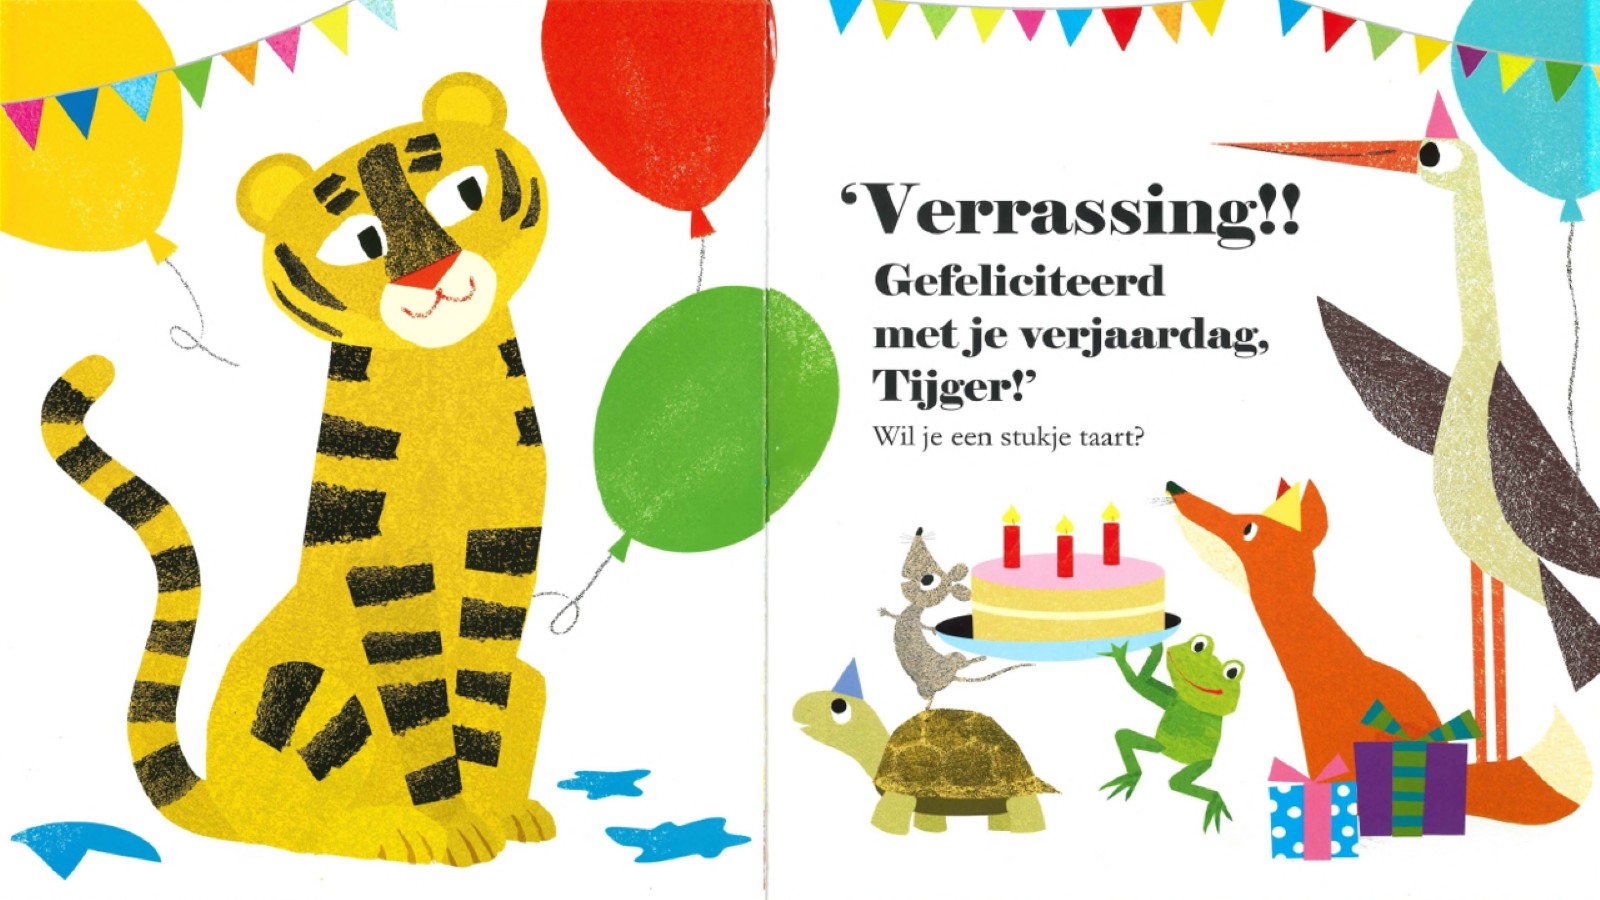 ‘Verrassing!!
Gefeliciteerd
met je verjaardag,
Tijger!’
Wil je een stukje taart?